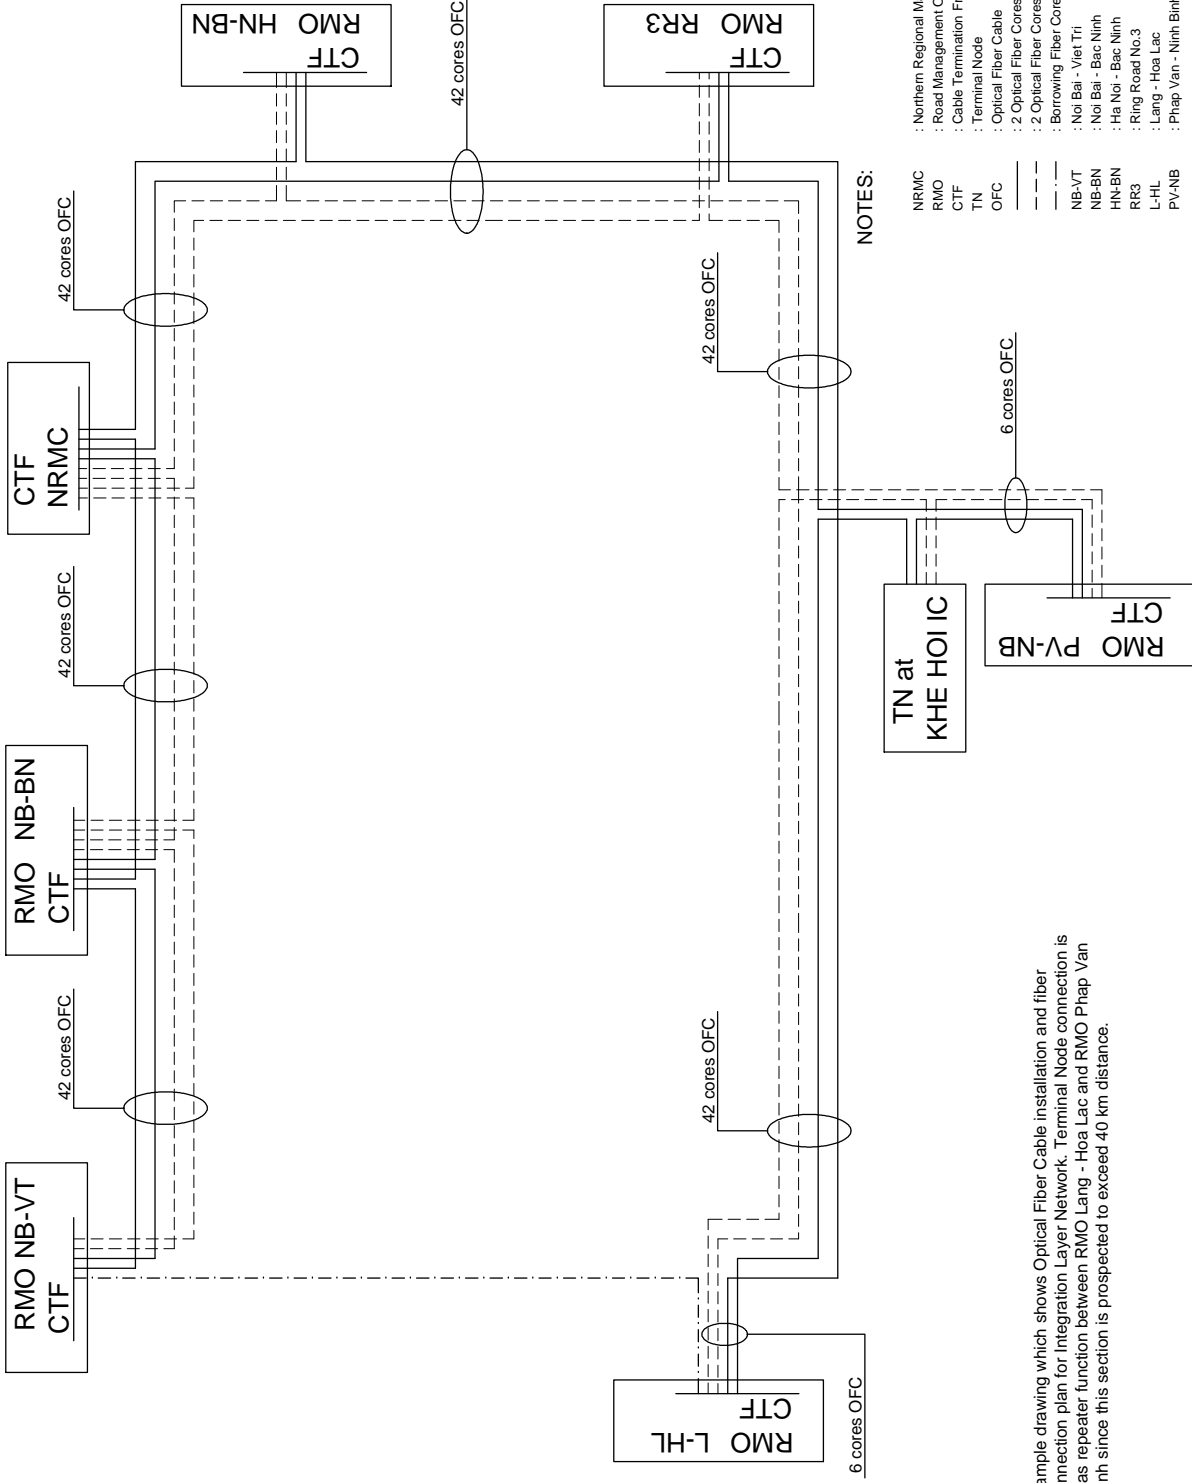 RMO NB-VT
CTF
RMO NB-BN
CTF
CTF
NRMC
RMO HN-BN
CTF
RMO RR3
CTF
RMO L-HL
CTF
TN at
KHE HOI IC
RMO PV-NB
CTF
42 cores OFC
42 cores OFC
42 cores OFC
42 cores OFC
42 cores OFC
42 cores OFC
6 cores OFC
6 cores OFC
NOTES:
NRMC : Northern Regional
RMO : Road Management
CTF : Cable Termination
TN : Terminal Node
OFC : Optical Fiber Cable
: 2 Optical Fiber Cores
: 2 Optical Fiber Cores
: Borrowing Fiber
NB-VT : Noi Bai - Viet Tri
NB-BN : Noi Bai - Bac Ninh
HN-BN : Ha Noi - Bac Ninh
RR3 : Ring Road No.3
L-HL : Lang - Hoa Lac
PV-NB : Phap Van - Ninh Binh
drawing which shows Optical Fiber Cable installation and fiber
plan for Integration Layer Network. Terminal Node connection is
as repeater function between RMO Lang - Hoa Lac and RMO Phap Van
since this section is prospected to exceed 40 km distance.